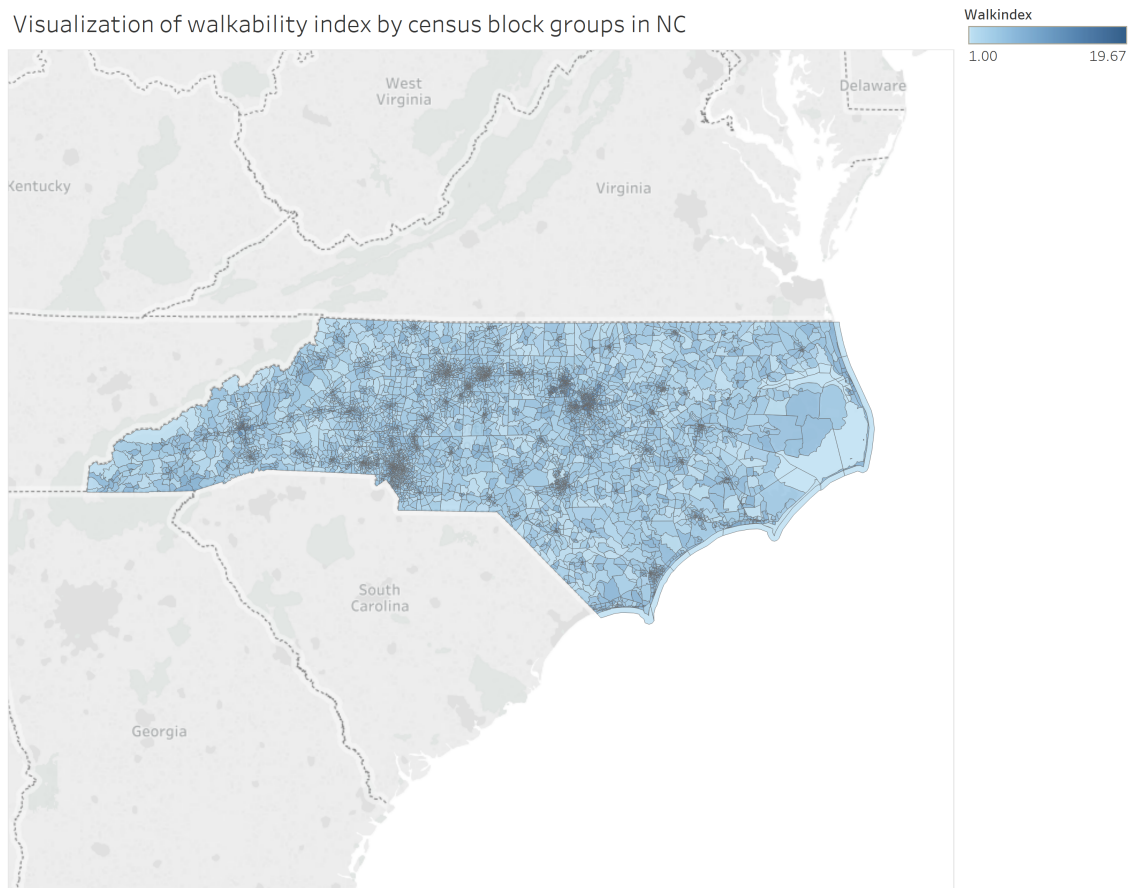 Visualization of walkability index by census block groups in NC
Walkindex
1.00 19.67
West
Virginia
Delaware
Kentucky
Virginia
South
Carolina
Georgia